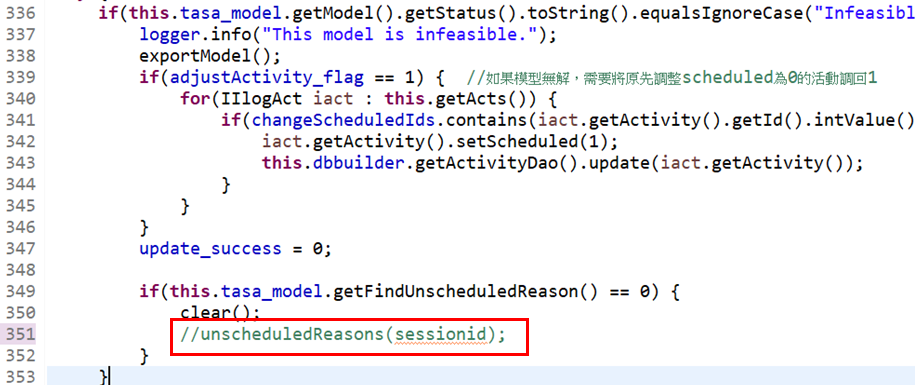 336 if(this.tasa_model.getModel().getStatus().toString().equalsIgnoreCase("Infeasibl
337 logger.info("This model is infeasible.");
338 exportModel();
339 if(adjustActivity_flag == 1) { //如果模型無解，需要將原先調整scheduled為0的活動調回1
340 for(IIlogAct iact : this.getActs()) {
341 if(changeScheduledIds.contains(iact.getActivity().getId().intValue()
342 iact.getActivity().setScheduled(1);
343 this.dbbuilder.getActivityDao().update(iact.getActivity());
344 }
345 }
346 }
347 update_success = 0;
348
349 if(this.tasa_model.getFindUnscheduledReason() == 0) {
350 clear();
351 //unscheduledReasons(sessionid);
352 }
353 }